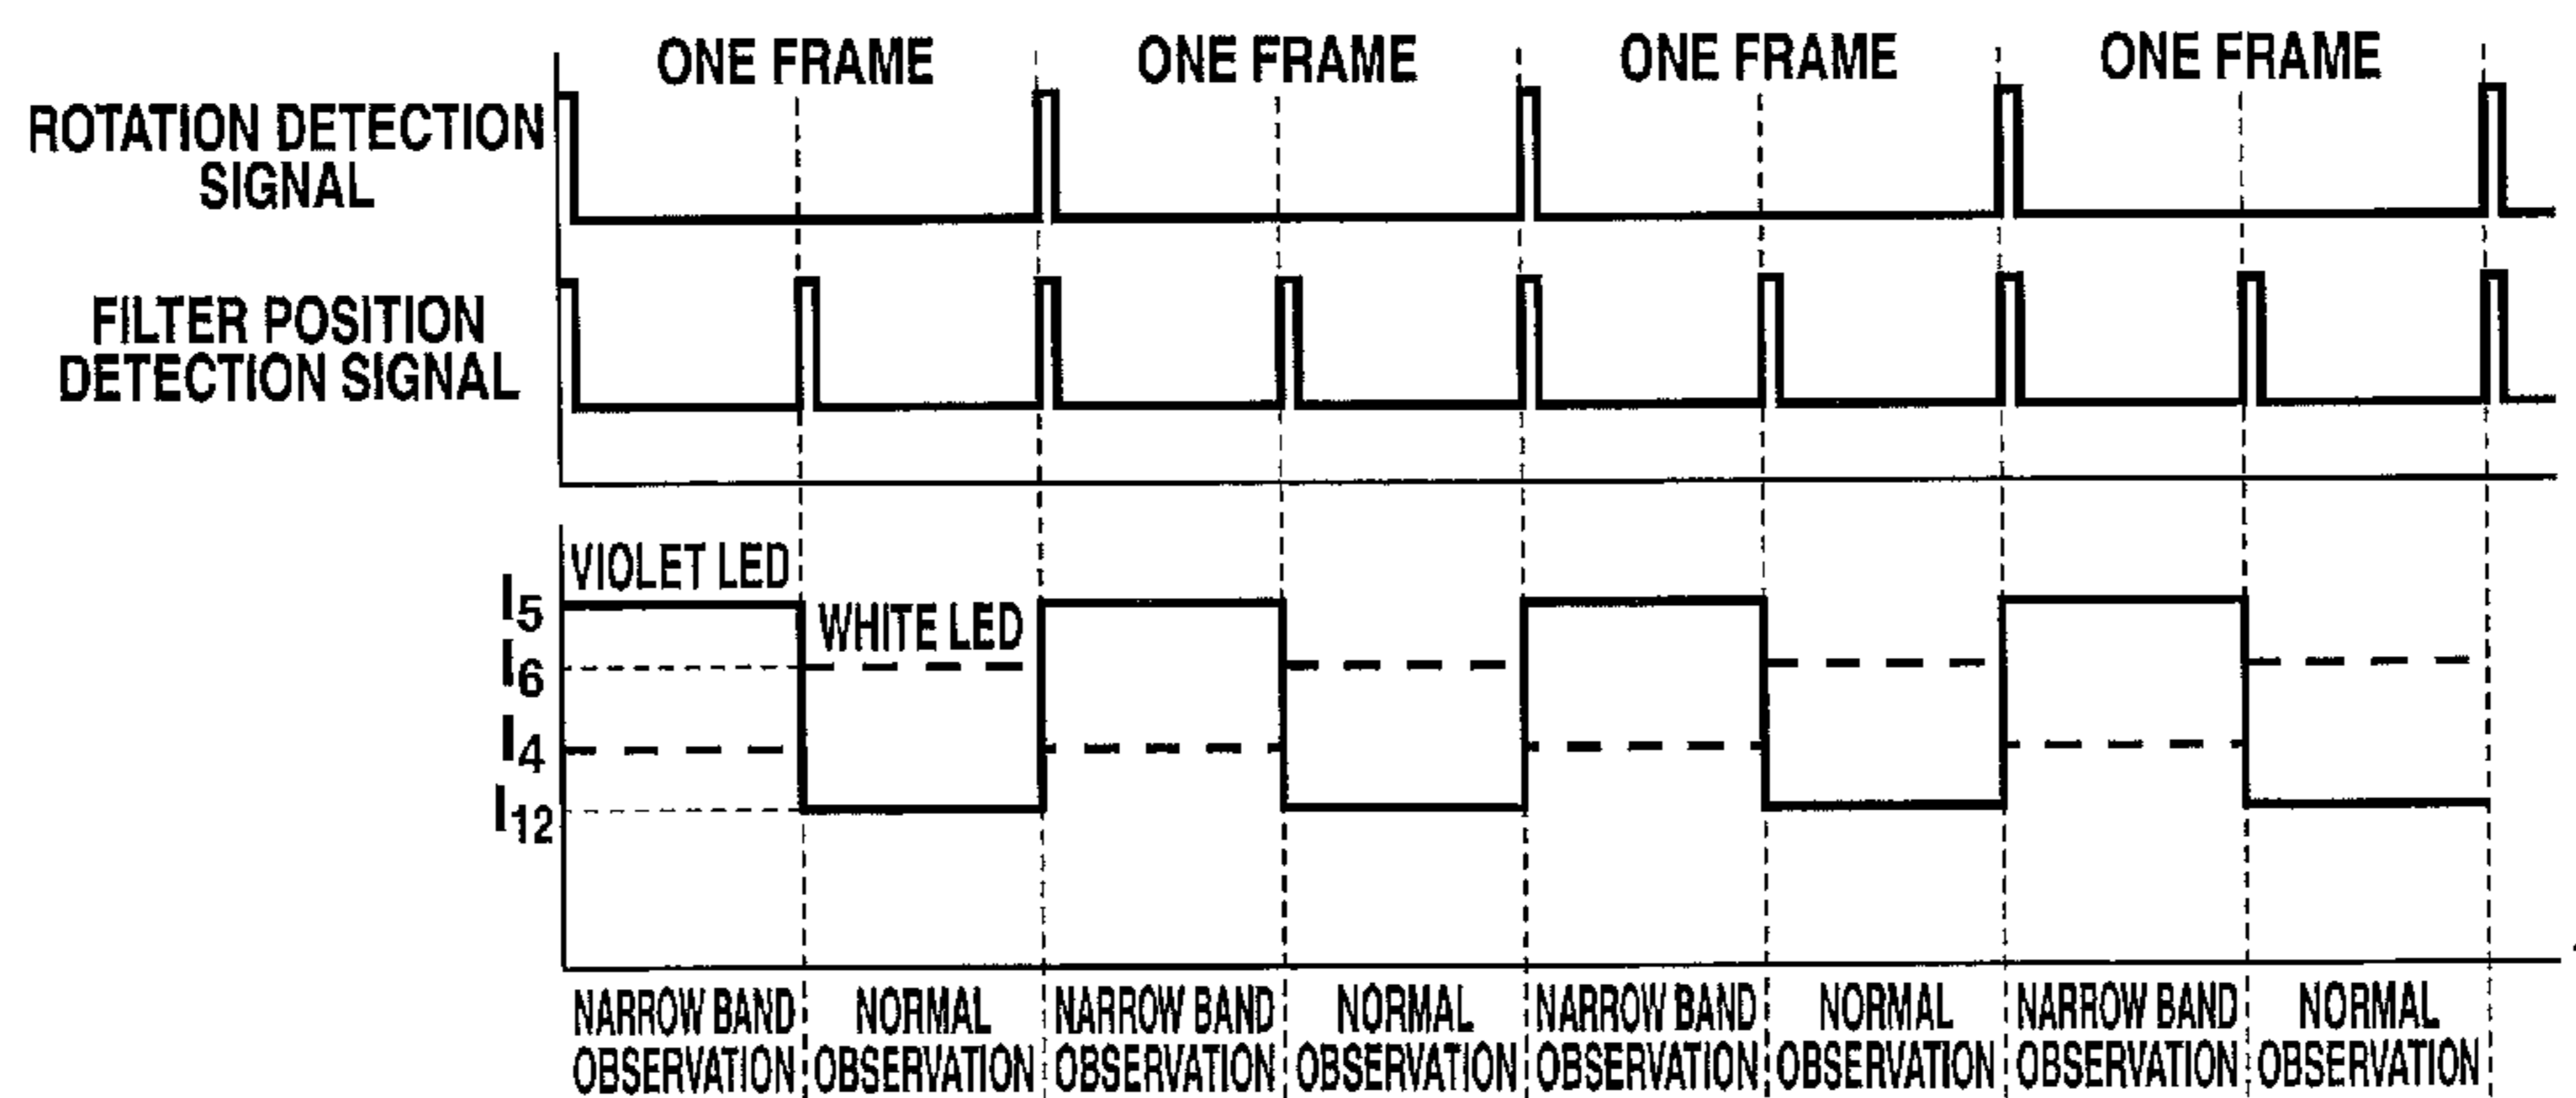 ONE FRAME ONE FRAME ONE FRAME ONE FRAME
ROTATION DETECTION
SIGNAL
FILTER POSITION
DETECTION SIGNAL
VIOLET LED
WHITE LED
I5
I6
I4
I12
NARROW BAND NORMAL NARROW BAND NORMAL NARROW BAND NORMAL NARROW BAND NORMAL
OBSERVATION OBSERVATION OBSERVATION OBSERVATION OBSERVATION OBSERVATION OBSERVATION OBSERVATION